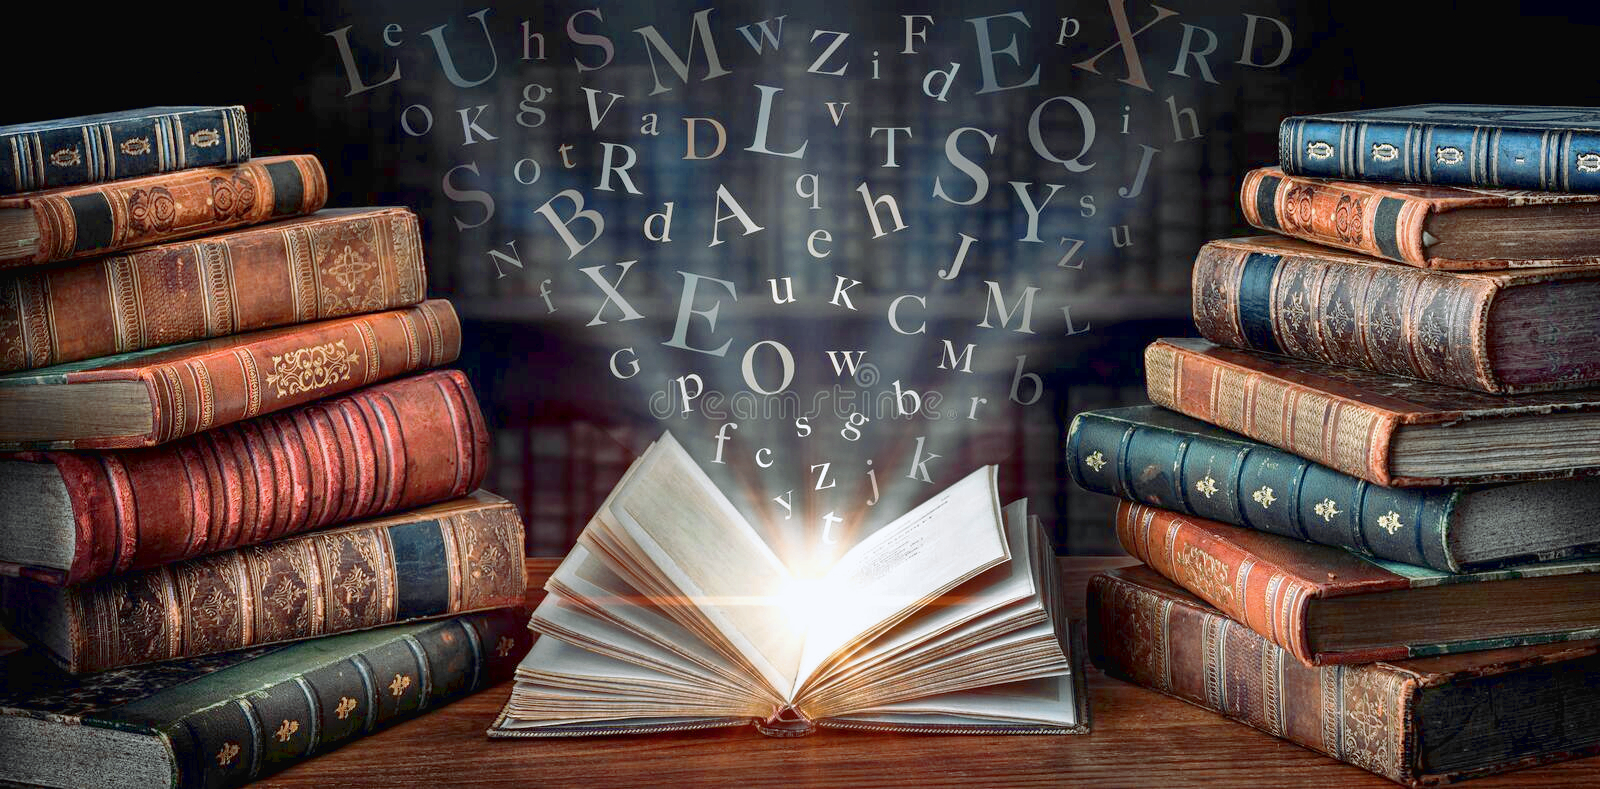 L e U h S M W Z i F d E p X R D
o K g V a D L v T S Q i h J
S o t R d A q e h J Y s z u
N B f X E u K C M L
G p O W b M r b
f c s g k
y z j
t
dreamstime